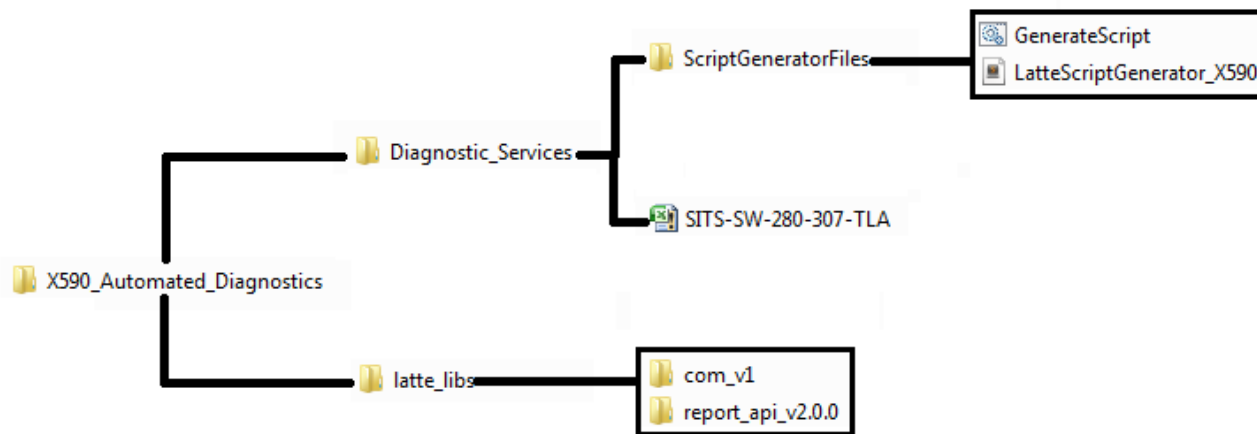 GenerateScript
ScriptGeneratorFiles
LatteScriptGenerator_X590
Diagnostic_Services
SITS-SW-280-307-TLA
X590_Automated_Diagnostics
latte_libs
com_v1
report_api_v2.0.0